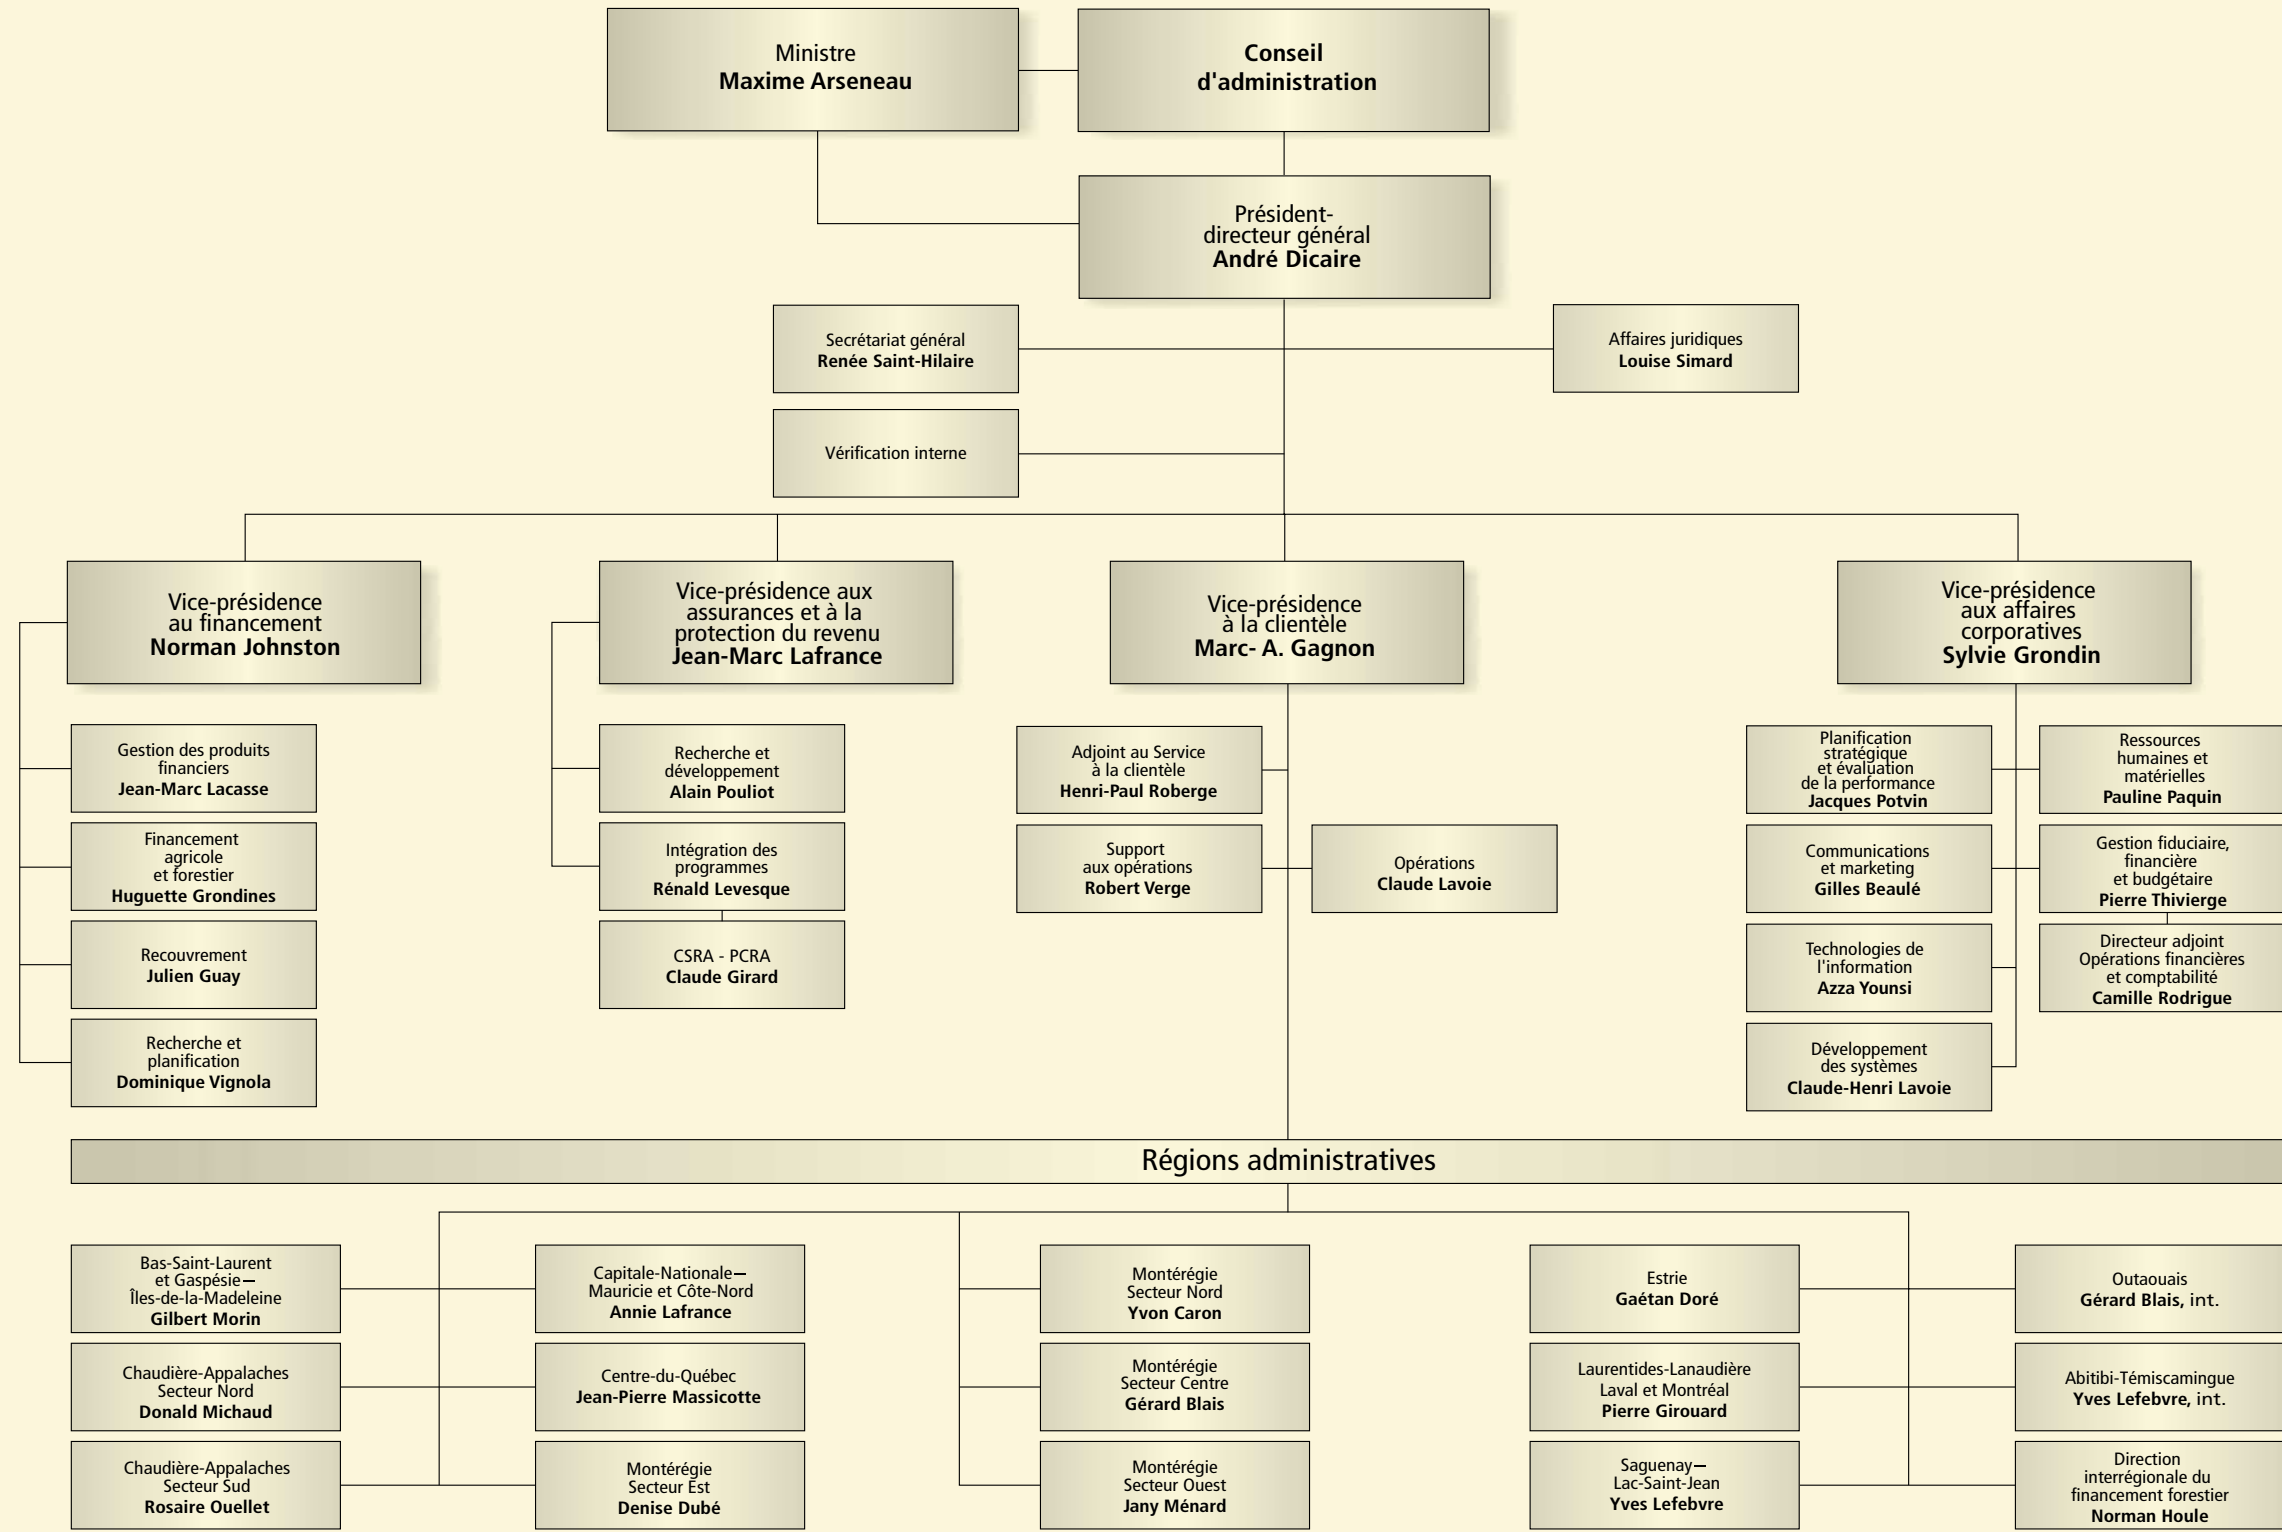 Ministre
Maxime Arseneau
Conseil
d'administration
Président-
directeur général
André Dicaire
Secrétariat général
Renée Saint-Hilaire
Affaires juridiques
Louise Simard
Vérification interne
Vice-présidence
au financement
Norman Johnston
Vice-présidence aux
assurances et à la
protection du revenu
Jean-Marc Lafrance
Vice-présidence
à la clientèle
Marc- A. Gagnon
Vice-présidence
aux affaires
corporatives
Sylvie Grondin
Gestion des produits
financiers
Jean-Marc Lacasse
Financement
agricole
et forestier
Huguette Grondines
Recouvrement
Julien Guay
Recherche et
planification
Dominique Vignola
Recherche et
développement
Alain Pouliot
Intégration des
programmes
Rénald Levesque
CSRA - PCRA
Claude Girard
Adjoint au Service
à la clientèle
Henri-Paul Roberge
Support
aux opérations
Robert Verge
Opérations
Claude Lavoie
Planification
stratégique
et évaluation
de la performance
Jacques Potvin
Ressources
humaines et
matérielles
Pauline Paquin
Communications
et marketing
Gilles Beaulé
Gestion fiduciaire,
financière
et budgétaire
Pierre Thivierge
Technologies de
l'information
Azza Younsi
Directeur adjoint
Opérations financières
et comptabilité
Camille Rodrigue
Développement
des systèmes
Claude-Henri Lavoie
Régions administratives
Bas-Saint-Laurent
et Gaspésie—
Îles-de-la-Madeleine
Gilbert Morin
Capitale-Nationale—
Mauricie et Côte-Nord
Annie Lafrance
Montérégie
Secteur Nord
Yvon Caron
Estrie
Gaétan Doré
Outaouais
Gérard Blais, int.
Chaudière-Appalaches
Secteur Nord
Donald Michaud
Centre-du-Québec
Jean-Pierre Massicotte
Montérégie
Secteur Centre
Gérard Blais
Laurentides-Lanaudière
Laval et Montréal
Pierre Girouard
Abitibi-Témiscamingue
Yves Lefebvre, int.
Chaudière-Appalaches
Secteur Sud
Rosaire Ouellet
Montérégie
Secteur Est
Denise Dubé
Montérégie
Secteur Ouest
Jany Ménard
Saguenay—
Lac-Saint-Jean
Yves Lefebvre
Direction
interrégionale du
financement forestier
Norman Houle